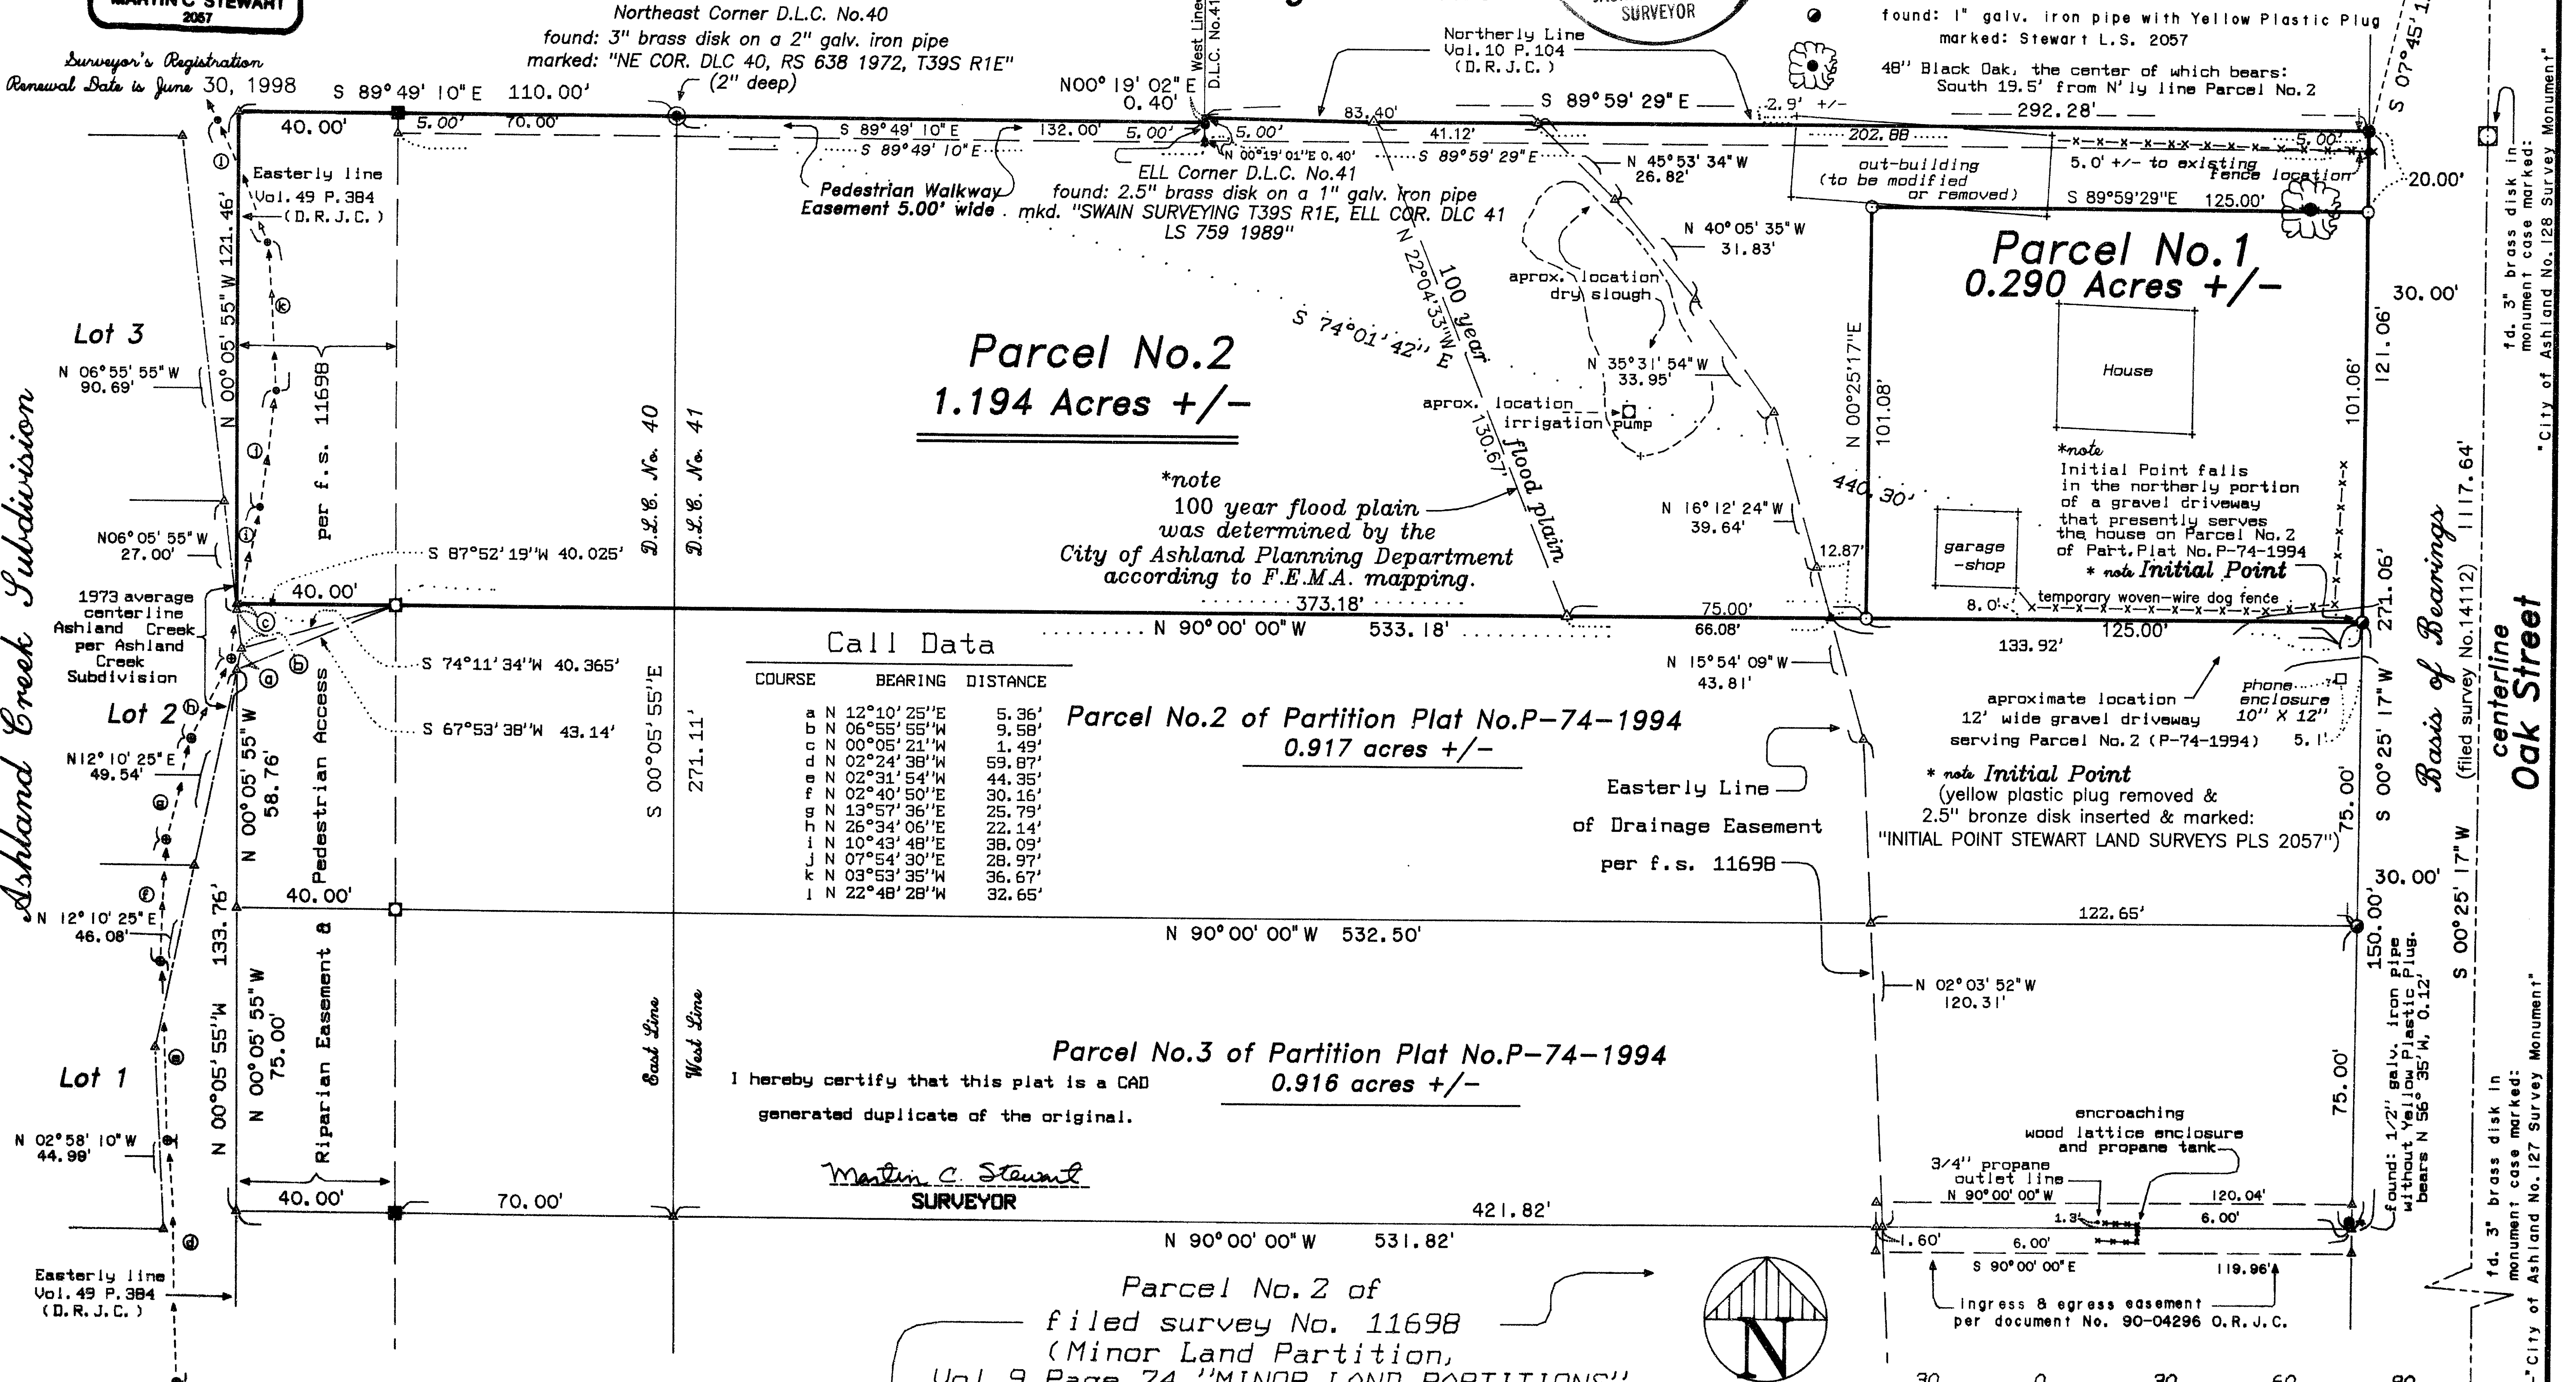 MARTIN C STEWART
2057
Surveyor's Registration
Renewal Date is June 30, 1998
Northeast Corner D.L.C. No.40
found: 3" brass disk on a 2" galv. iron pipe
marked: "NE COR. DLC 40, RS 638 1972, T39S R1E"
(2" deep)
S 89°49' 10"E 110.00'
West Line
D.L.C. No.41
N00° 19' 02" E
0.40'
SURVEYOR
Northerly Line
Vol.10 P.104
(D.R.J.C.)
S 89°59' 29"E
found: 1" galv. iron pipe with Yellow Plastic Plug
marked: Stewart L.S. 2057
48" Black Oak, the center of which bears:
South 19.5' from N'ly line Parcel No.2
292.28'
2.9' +/-
40.00'
5.00'
70.00'
S 89°49' 10"E
132.00'
5.00'
5.00'
83.40'
41.12'
202.88
5.00'
S 89°49' 10"E
N 00°19' 01"E 0.40'
S 89°59' 29"E
Pedestrian Walkway
Easement 5.00' wide
ELL Corner D.L.C. No.41
found: 2.5" brass disk on a 1" galv. iron pipe
mkd. "SWAIN SURVEYING T39S R1E, ELL COR. DLC 41
LS 759 1989"
N 45°53' 34"W
26.82'
out-building
(to be modified
or removed)
5.0' +/- to existing
fence location
20.00'
S 89°59'29"E 125.00'
N 40°05' 35"W
31.83'
Parcel No.1
0.290 Acres +/-
30.00'
Easterly line
Vol.49 P.384
(D.R.J.C.)
N 00°05' 55"W 121.46'
Lot 3
N 06°55' 55"W
90.69'
per f.s. 11698
Parcel No.2
1.194 Acres +/-
S 74°01' 42" E
440.30'
N 22°04'33"W
130.67'
100 year
flood plain
aprox. location
dry slough
N 35°31' 54"W
33.95'
aprox. location
irrigation pump
N 00°25'17"E
101.08'
House
101.06'
121.06'
*note
100 year flood plain
was determined by the
City of Ashland Planning Department
according to F.E.M.A. mapping.
N 16°12' 24"W
39.64'
12.87'
garage
-shop
8.0'
*note
Initial Point falls
in the northerly portion
of a gravel driveway
that presently serves
the house on Parcel No.2
of Part.Plat No.P-74-1994
* note Initial Point
temporary woven-wire dog fence
N06°05' 55"W
27.00'
1973 average
centerline
Ashland Creek
per Ashland
Creek
Subdivision
Ashland Creek Subdivision
S 87°52' 19"W 40.025'
40.00'
S 74°11' 34"W 40.365'
S 67°53' 38"W 43.14'
D.L.C. No. 40
D.L.C. No. 41
373.18'
N 90°00' 00"W 533.18'
75.00'
66.08'
125.00'
133.92'
271.06'
Call Data
COURSE BEARING DISTANCE
a N 12°10' 25"E 5.36'
b N 06°55' 55"W 9.58'
c N 00°05' 21"W 1.49'
d N 02°24' 38"W 59.87'
e N 02°31' 54"W 44.35'
f N 02°40' 50"E 30.16'
g N 13°57' 36"E 25.79'
h N 26°34' 06"E 22.14'
i N 10°43' 48"E 38.09'
j N 07°54' 30"E 28.97'
k N 03°53' 35"W 36.67'
l N 22°48' 28"W 32.65'
N 15°54' 09"W
43.81'
Parcel No.2 of Partition Plat No.P-74-1994
0.917 acres +/-
aproximate location
12' wide gravel driveway
serving Parcel No.2 (P-74-1994)
phone
enclosure
10" X 12"
5.1'
* note Initial Point
(yellow plastic plug removed &
2.5" bronze disk inserted & marked:
"INITIAL POINT STEWART LAND SURVEYS PLS 2057")
Easterly Line
of Drainage Easement
per f.s. 11698
Lot 2
N12°10' 25"E
49.54'
N 00°05' 55"W
58.76'
S 00°05' 55"E
271.11'
N 12°10' 25"E
46.08'
N 00°05'55"W 133.76'
N 00°05' 55"W
75.00'
Riparian Easement & Pedestrian Access
40.00'
N 90°00' 00"W 532.50'
122.65'
30.00'
75.00'
S 00°25' 17"W
150.00'
N 02°03' 52"W
120.31'
East Line
West Line
Parcel No.3 of Partition Plat No.P-74-1994
0.916 acres +/-
I hereby certify that this plat is a CAD
generated duplicate of the original.
Martin C. Stewart
SURVEYOR
Lot 1
N 02°58' 10"W
44.99'
40.00'
70.00'
421.82'
N 90°00' 00"W 531.82'
75.00'
encroaching
wood lattice enclosure
and propane tank
3/4" propane
outlet line
N 90°00' 00"W 120.04'
1.3'
6.00'
1.60'
6.00'
S 90°00' 00"E 119.96'
Ingress & egress easement
per document No. 90-04296 O.R.J.C.
found: 1/2" galv. iron pipe
without Yellow Plastic Plug.
bears N 56°35'W, 0.12'
Easterly line
Vol.49 P.384
(D.R.J.C.)
Parcel No.2 of
filed survey No. 11698
(Minor Land Partition,
Vol 9 Page 74 "MINOR LAND PARTITIONS"
N
30 0 30 60 90
S 07°45'
Basis of Bearings
S 00°25' 17"W (filed survey No.14112) 1117.64'
centerline
Oak Street
fd. 3" brass disk in
monument case marked:
"City of Ashland No.128 Survey Monument"
fd. 3" brass disk in
monument case marked:
"City of Ashland No.127 Survey Monument"